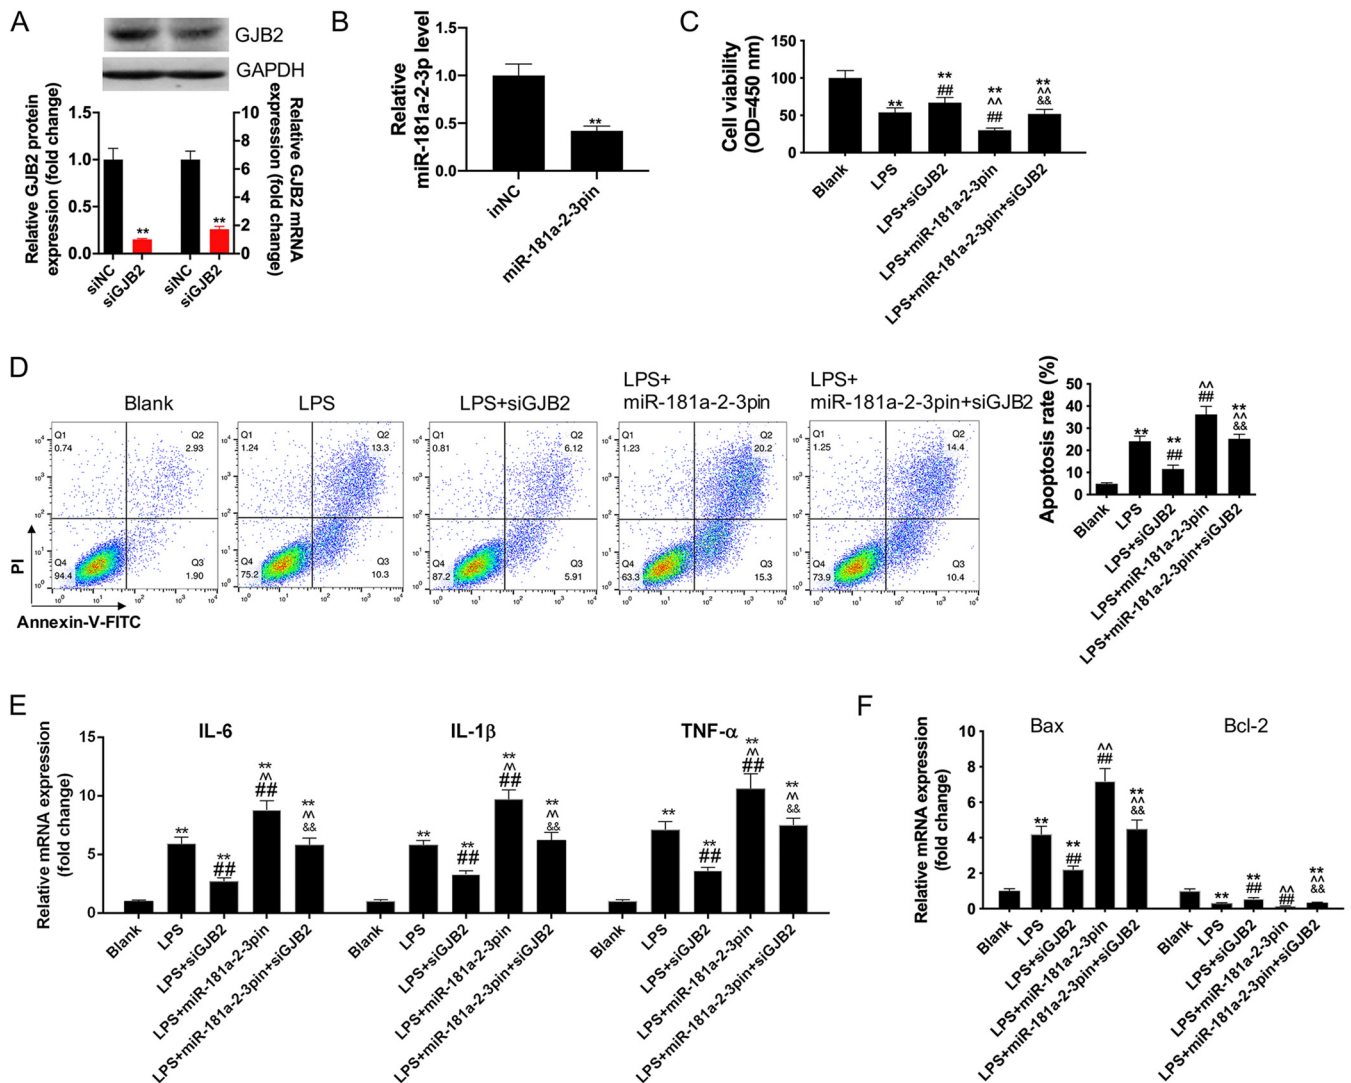 A
GJB2
GAPDH
Relative GJB2 protein
expression (fold change)
1.5
1.0
0.5
0.0
10
8
6
4
2
0
Relative GJB2 mRNA
expression (fold change)
**
**
siNC
siGJB2
siNC
siGJB2
B
Relative
miR-181a-2-3p level
1.5
1.0
0.5
0.0
**
inNC
miR-181a-2-3pin
C
Cell viability
(OD=450 nm)
150
100
50
0
**
**
##
**
^^
##
**
^^
&&
Blank
LPS
LPS+siGJB2
LPS+miR-181a-2-3pin
LPS+miR-181a-2-3pin+siGJB2
D
Blank
LPS
LPS+siGJB2
LPS+
miR-181a-2-3pin
LPS+
miR-181a-2-3pin+siGJB2
Q1
0.74
Q2
2.93
Q4
94.4
Q3
1.90
Q1
1.24
Q2
13.3
Q4
75.2
Q3
10.3
Q1
0.81
Q2
6.12
Q4
87.2
Q3
5.91
Q1
1.23
Q2
20.2
Q4
63.3
Q3
15.3
Q1
1.25
Q2
14.4
Q4
73.9
Q3
10.4
PI
Annexin-V-FITC
Apoptosis rate (%)
50
40
30
20
10
0
**
**
##
^^
##
**
^^
&&
Blank
LPS
LPS+siGJB2
LPS+miR-181a-2-3pin
LPS+miR-181a-2-3pin+siGJB2
E
Relative mRNA expression
(fold change)
15
10
5
0
IL-6
IL-1β
TNF-α
**
**
##
**
^^
##
**
^^
&&
**
**
##
**
^^
##
**
^^
&&
**
**
##
**
^^
##
**
^^
&&
Blank
LPS
LPS+siGJB2
LPS+miR-181a-2-3pin
LPS+miR-181a-2-3pin+siGJB2
Blank
LPS
LPS+siGJB2
LPS+miR-181a-2-3pin
LPS+miR-181a-2-3pin+siGJB2
Blank
LPS
LPS+siGJB2
LPS+miR-181a-2-3pin
LPS+miR-181a-2-3pin+siGJB2
F
Relative mRNA expression
(fold change)
10
8
6
4
2
0
Bax
Bcl-2
**
**
##
^^
##
**
^^
&&
**
**
##
^^
##
**
^^
&&
Blank
LPS
LPS+siGJB2
LPS+miR-181a-2-3pin
LPS+miR-181a-2-3pin+siGJB2
Blank
LPS
LPS+siGJB2
LPS+miR-181a-2-3pin
LPS+miR-181a-2-3pin+siGJB2